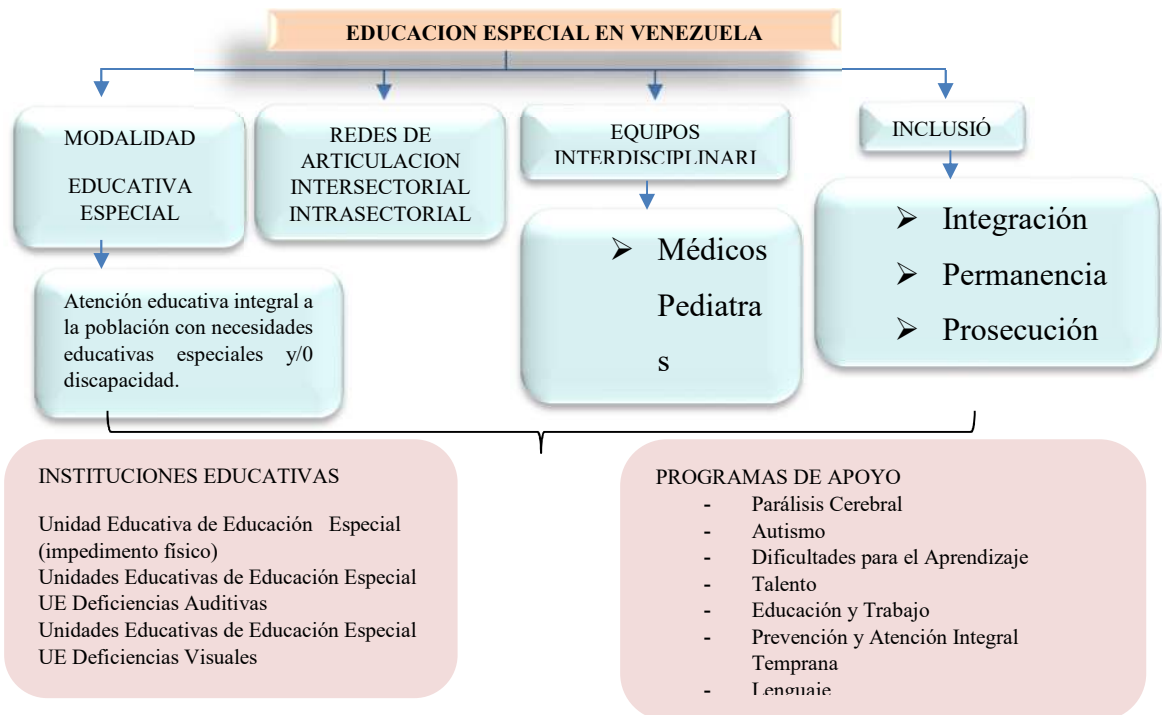 EDUCACION ESPECIAL EN VENEZUELA
MODALIDAD
EDUCATIVA
ESPECIAL
REDES DE
ARTICULACION
INTERSECTORIAL
INTRASECTORIAL
EQUIPOS
INTERDISCIPLINARI
INCLUSIÓ
Atención educativa integral a
la población con necesidades
educativas especiales y/0
discapacidad.
➢ Médicos
Pediatra
s
➢ Integración
➢ Permanencia
➢ Prosecución
INSTITUCIONES EDUCATIVAS
Unidad Educativa de Educación Especial
(impedimento físico)
Unidades Educativas de Educación Especial
UE Deficiencias Auditivas
Unidades Educativas de Educación Especial
UE Deficiencias Visuales
PROGRAMAS DE APOYO
- Parálisis Cerebral
- Autismo
- Dificultades para el Aprendizaje
- Talento
- Educación y Trabajo
- Prevención y Atención Integral
Temprana
- Lenguaje